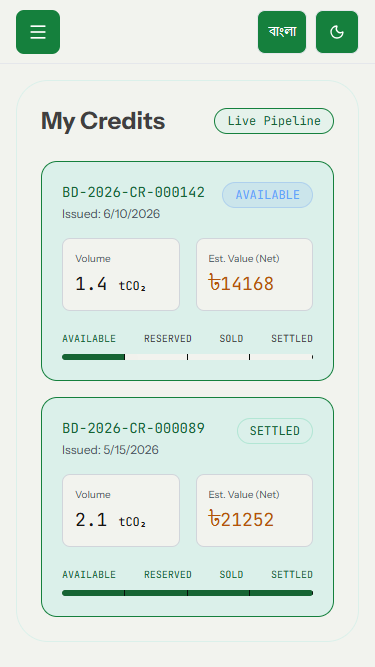 বাংলা
My Credits
Live Pipeline
BD-2026-CR-000142
AVAILABLE
Issued: 6/10/2026
Volume
1.4 tCO₂
Est. Value (Net)
৳14168
AVAILABLE RESERVED SOLD SETTLED
BD-2026-CR-000089
SETTLED
Issued: 5/15/2026
Volume
2.1 tCO₂
Est. Value (Net)
৳21252
AVAILABLE RESERVED SOLD SETTLED